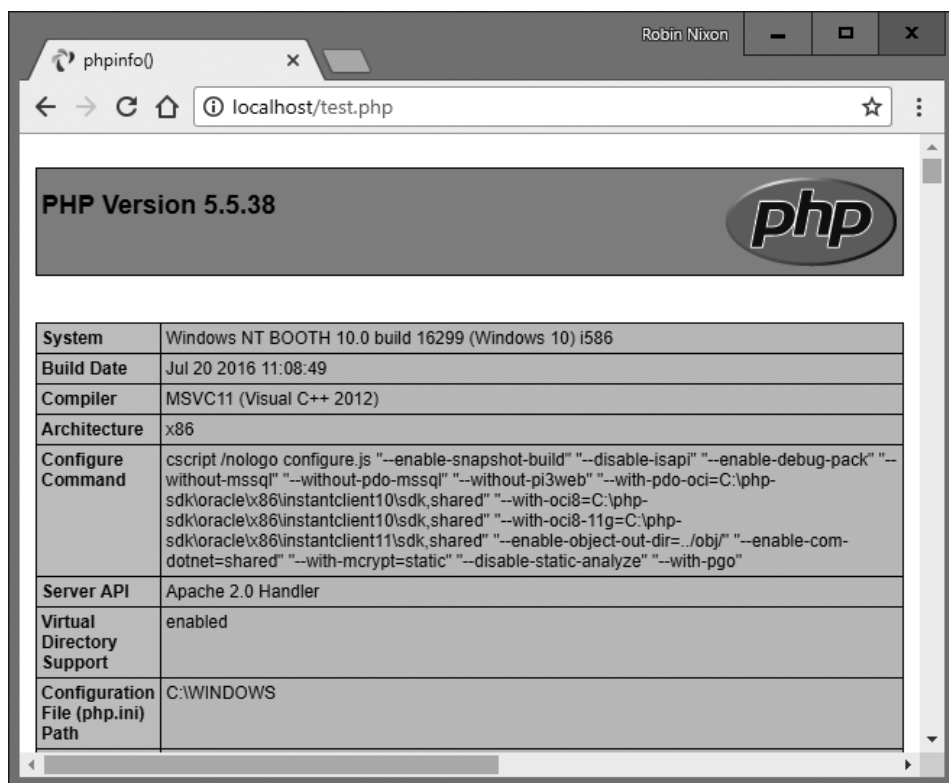 Robin Nixon
phpinfo()
localhost/test.php
PHP Version 5.5.38
php
System Windows NT BOOTH 10.0 build 16299 (Windows 10) i586
Build Date Jul 20 2016 11:08:49
Compiler MSVC11 (Visual C++ 2012)
Architecture x86
Configure Command cscript /nologo configure.js "--enable-snapshot-build" "--disable-isapi" "--enable-debug-pack" "--
without-mssql" "--without-pdo-mssql" "--without-pi3web" "--with-pdo-oci=C:\php-
sdk\oracle\x86\instantclient10\sdk,shared" "--with-oci8=C:\php-
sdk\oracle\x86\instantclient10\sdk,shared" "--with-oci8-11g=C:\php-
sdk\oracle\x86\instantclient11\sdk,shared" "--enable-object-out-dir=../obj/" "--enable-com-
dotnet=shared" "--with-mcrypt=static" "--disable-static-analyze" "--with-pgo"
Server API Apache 2.0 Handler
Virtual Directory Support enabled
Configuration File (php.ini) Path C:\WINDOWS